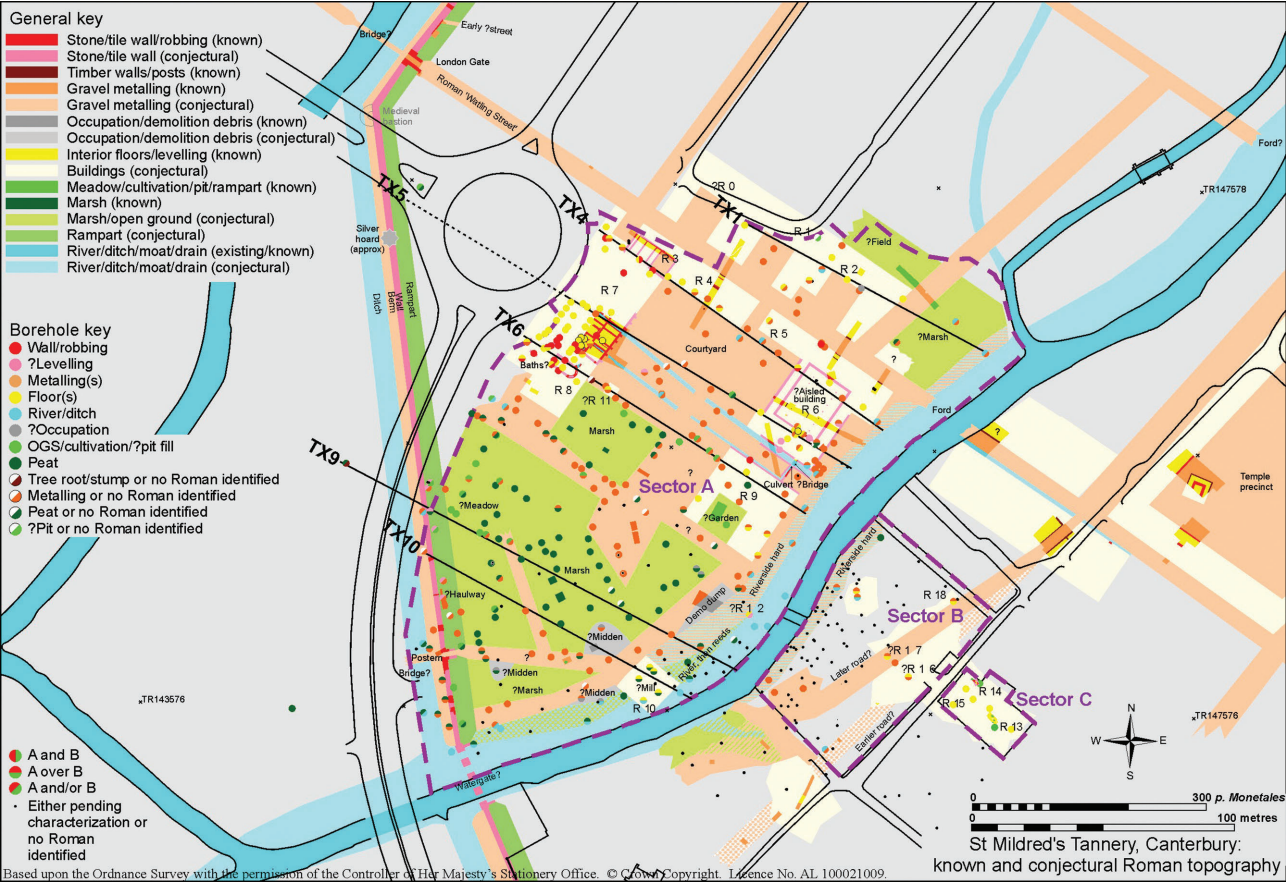 General key
Stone/tile wall/robbing (known)
Stone/tile wall (conjectural)
Timber walls/posts (known)
Gravel metalling (known)
Gravel metalling (conjectural)
Occupation/demolition debris (known)
Occupation/demolition debris (conjectural)
Interior floors/levelling (known)
Buildings (conjectural)
Meadow/cultivation/pit/rampart (known)
Marsh (known)
Marsh/open ground (conjectural)
Rampart (conjectural)
River/ditch/moat/drain (existing/known)
River/ditch/moat/drain (conjectural)
Borehole key
Wall/robbing
?Levelling
Metalling(s)
Floor(s)
River/ditch
?Occupation
OGS/cultivation/?pit fill
Peat
Tree root/stump or no Roman identified
Metalling or no Roman identified
Peat or no Roman identified
?Pit or no Roman identified
A and B
A over B
A and/or B
Either pending
characterization or
no Roman
identified
Bridge?
Early ?street
London Gate
Roman 'Watling Street'
Medieval
bastion
TX5
Silver
hoard
(approx)
Ditch
Berm
Wall
Rampart
TX4
TX1
?R 0
R 1
?Field
R 2
R 3
R 4
R 7
R 5
?Marsh
?
Ford?
TR147578
TX6
Courtyard
Baths?
R 8
?R 11
?Aisled
building
R 6
Ford
Marsh
?
Sector A
Culvert
?Bridge
R 9
?Garden
?
?
Temple
precinct
TX9
?Meadow
TX10
Marsh
Riverside hard
Riverside hard
?Haulway
Demo dump
?R 1 2
R 18
Sector B
?Midden
River, then reeds
?R 1 7
?R 1 6
Later road?
Postern
Bridge?
?
?Midden
?Marsh
?Midden
?Mill
R 10
Sector C
R 14
R 15
R 13
Earlier road?
Watergate?
TR143576
TR147576
N
W
E
S
0
300 p. Monetales
0
100 metres
St Mildred's Tannery, Canterbury:
known and conjectural Roman topography
Based upon the Ordnance Survey with the permission of the Controller of Her Majesty's Stationery Office. © Crown Copyright. Licence No. AL 100021009.